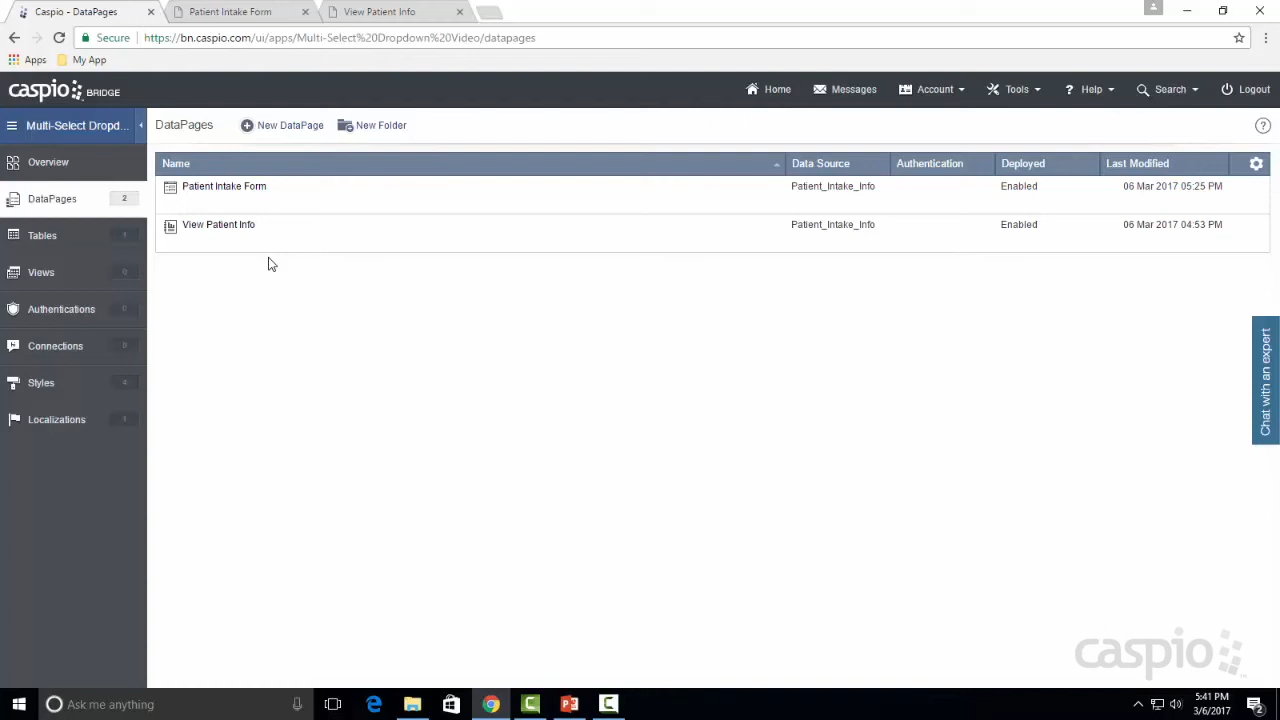 Caspio - DataPages
Patient Intake Form
View Patient Info
Secure
https://bn.caspio.com/ui/apps/Multi-Select%20Dropdown%20Video/datapages
Apps
My App
caspio BRIDGE
Home
Messages
Account
Tools
? Help
Search
Logout
Multi-Select Dropd...
DataPages
New DataPage
New Folder
?
Overview
DataPages 2
Tables 1
Views 0
Authentications
Connections 0
Styles 4
Localizations 1
Name Data Source Authentication Deployed Last Modified
Patient Intake Form Patient_Intake_Info Enabled 06 Mar 2017 05:25 PM
View Patient Info Patient_Intake_Info Enabled 06 Mar 2017 04:53 PM
Chat with an expert
caspio
Ask me anything
5:41 PM
3/6/2017
2